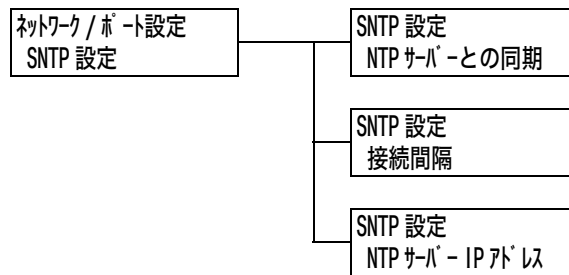 ﾈｯﾄﾜｰｸ / ﾎﾟｰﾄ設定
SNTP 設定
SNTP 設定
NTP ｻｰﾊﾞｰとの同期
SNTP 設定
接続間隔
SNTP 設定
NTP ｻｰﾊﾞｰ IP ｱﾄﾞﾚｽ